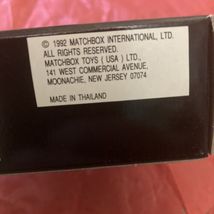 © 1992 MATCHBOX INTERNATIONAL, LTD.
ALL RIGHTS RESERVED.
MATCHBOX TOYS ( USA ) LTD.,
141 WEST COMMERCIAL AVENUE,
MOONACHIE, NEW JERSEY 07074
MADE IN THAILAND